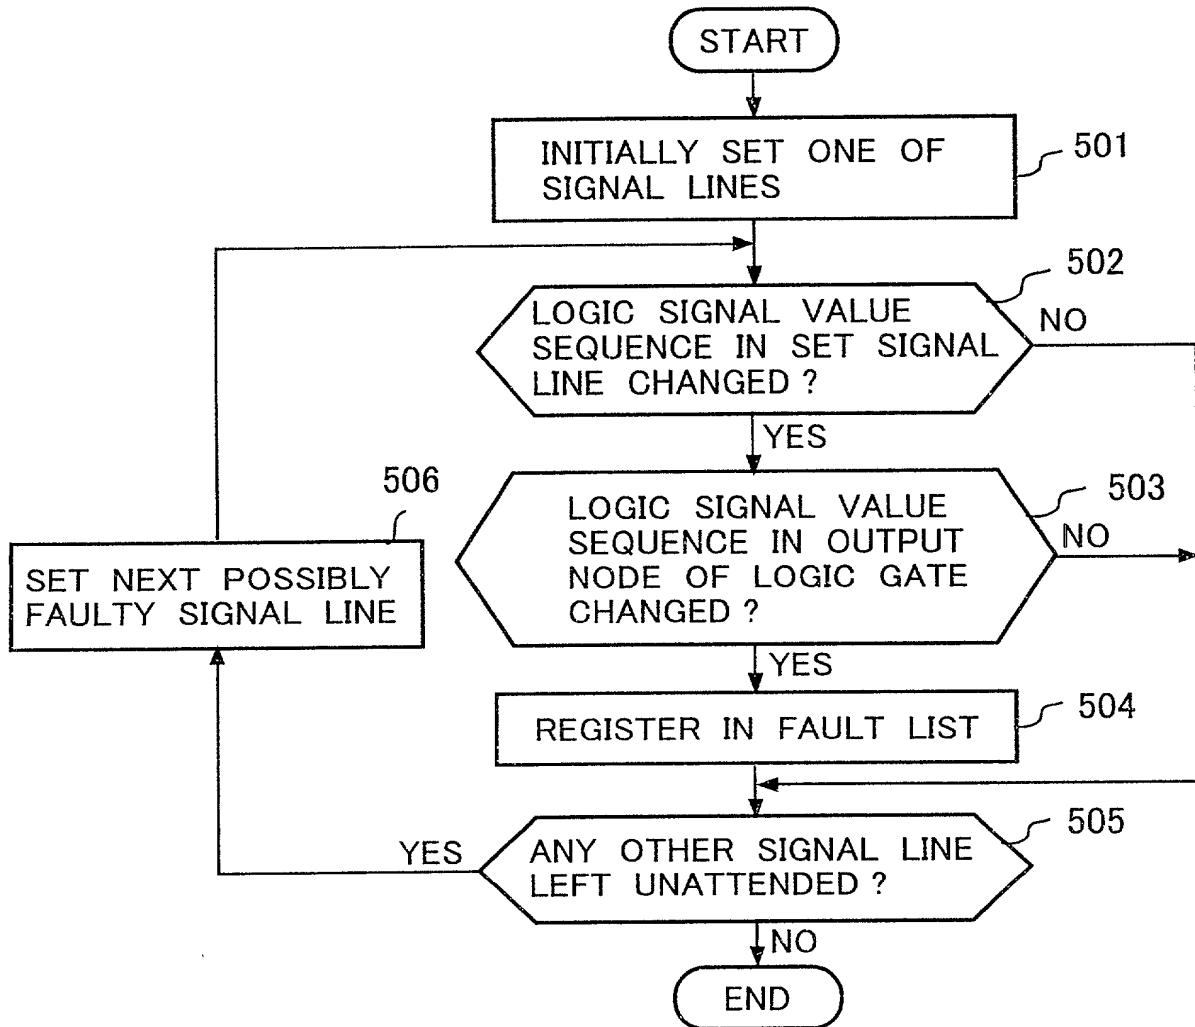 START
INITIALLY SET ONE OF
SIGNAL LINES
501
502
LOGIC SIGNAL VALUE
SEQUENCE IN SET SIGNAL
LINE CHANGED ?
NO
YES
503
LOGIC SIGNAL VALUE
SEQUENCE IN OUTPUT
NODE OF LOGIC GATE
CHANGED ?
NO
506
SET NEXT POSSIBLY
FAULTY SIGNAL LINE
YES
504
REGISTER IN FAULT LIST
505
ANY OTHER SIGNAL LINE
LEFT UNATTENDED ?
YES
NO
END